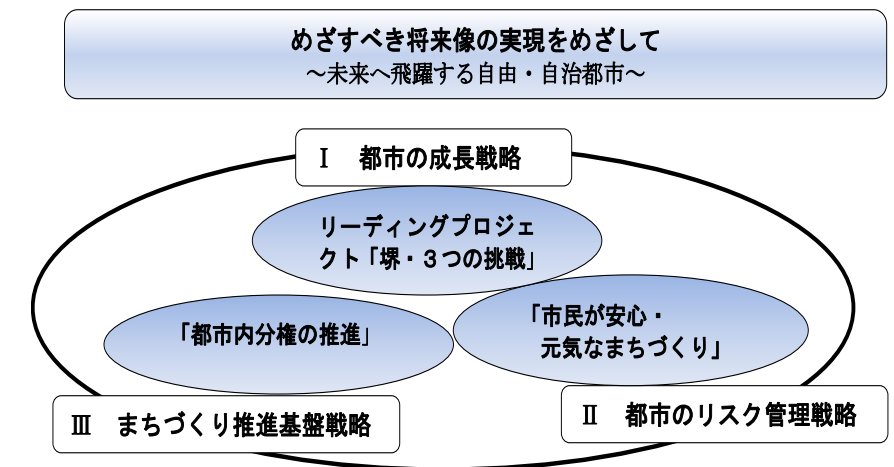 めざすべき将来像の実現をめざして
～未来へ飛躍する自由・自治都市～
Ⅰ　都市の成長戦略
リーディングプロジェ
クト「堺・３つの挑戦」
「都市内分権の推進」
「市民が安心・
元気なまちづくり」
Ⅲ　まちづくり推進基盤戦略
Ⅱ　都市のリスク管理戦略